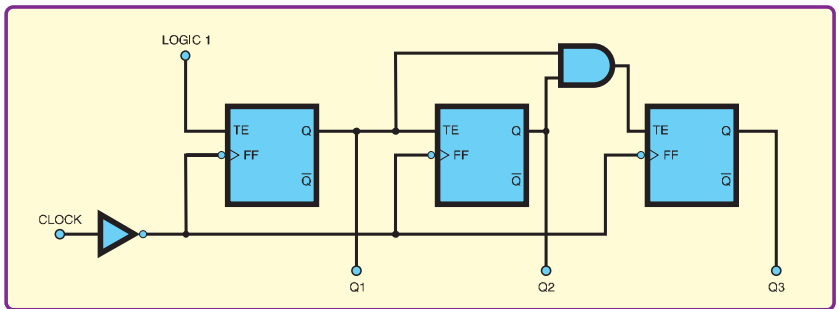 LOGIC 1
TE Q TE Q TE Q
FF FF FF
Q̅ Q̅ Q̅
CLOCK
Q1 Q2 Q3